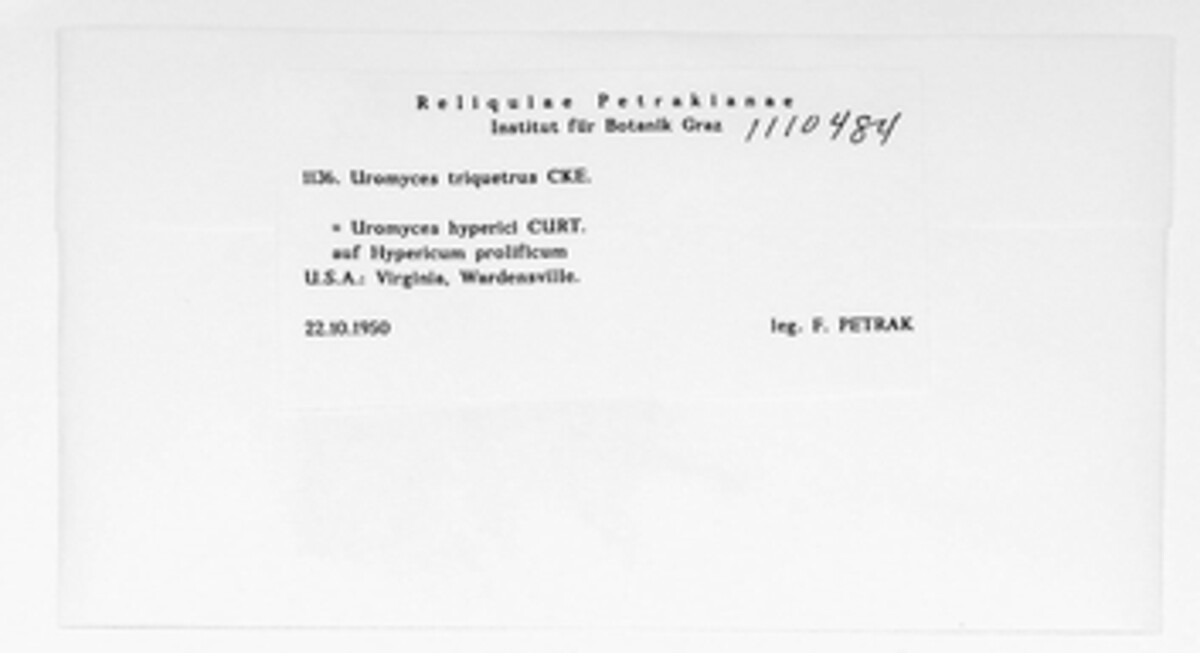 Reliquiae Petrakianae
Institut für Botanik Graz 1110484
1136. Uromyces triquetrus CKE.
= Uromyces hyperici CURT.
auf Hypericum prolificum
U.S.A.: Virginia, Wardensville.
22.10.1950 leg. F. PETRAK